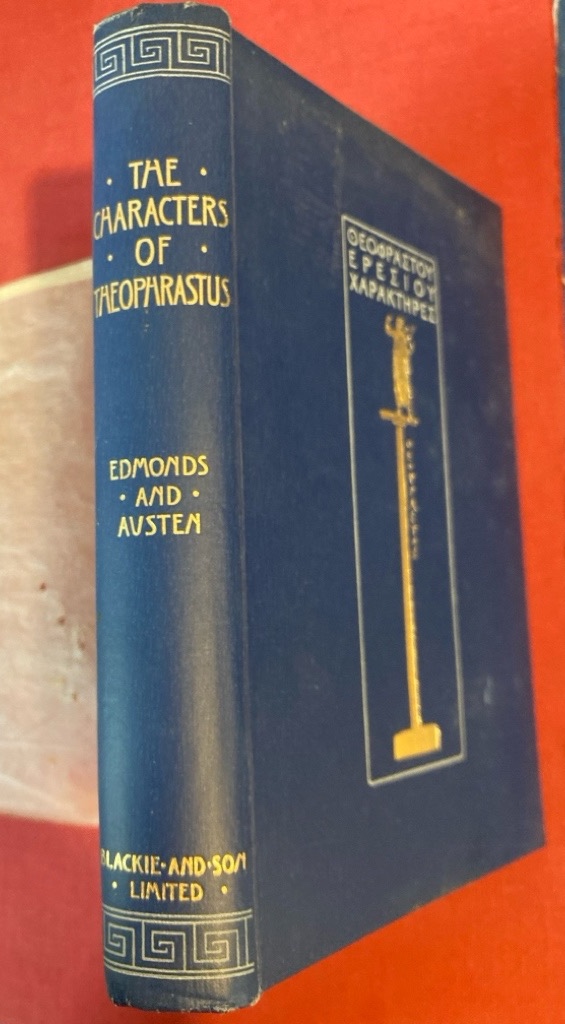 · THE ·
CHARACTERS
· OF ·
THEOPHRASTUS
EDMONDS
· AND ·
AUSTEN
BLACKIE·AND·SON
· LIMITED ·
ΘΕΟΦΡΑΣΤΟΥ
ΕΡΕΣΙΟΥ
ΧΑΡΑΚΤΗΡΕΣ